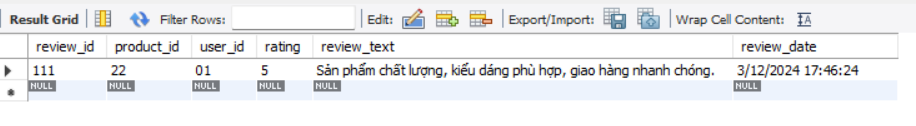 Result Grid Filter Rows: Edit: Export/Import: Wrap Cell Content: IA
review_id product_id user_id rating review_text review_date
111 22 01 5 Sản phẩm chất lượng, kiểu dáng phù hợp, giao hàng nhanh chóng. 3/12/2024 17:46:24
NULL NULL NULL NULL NULL NULL